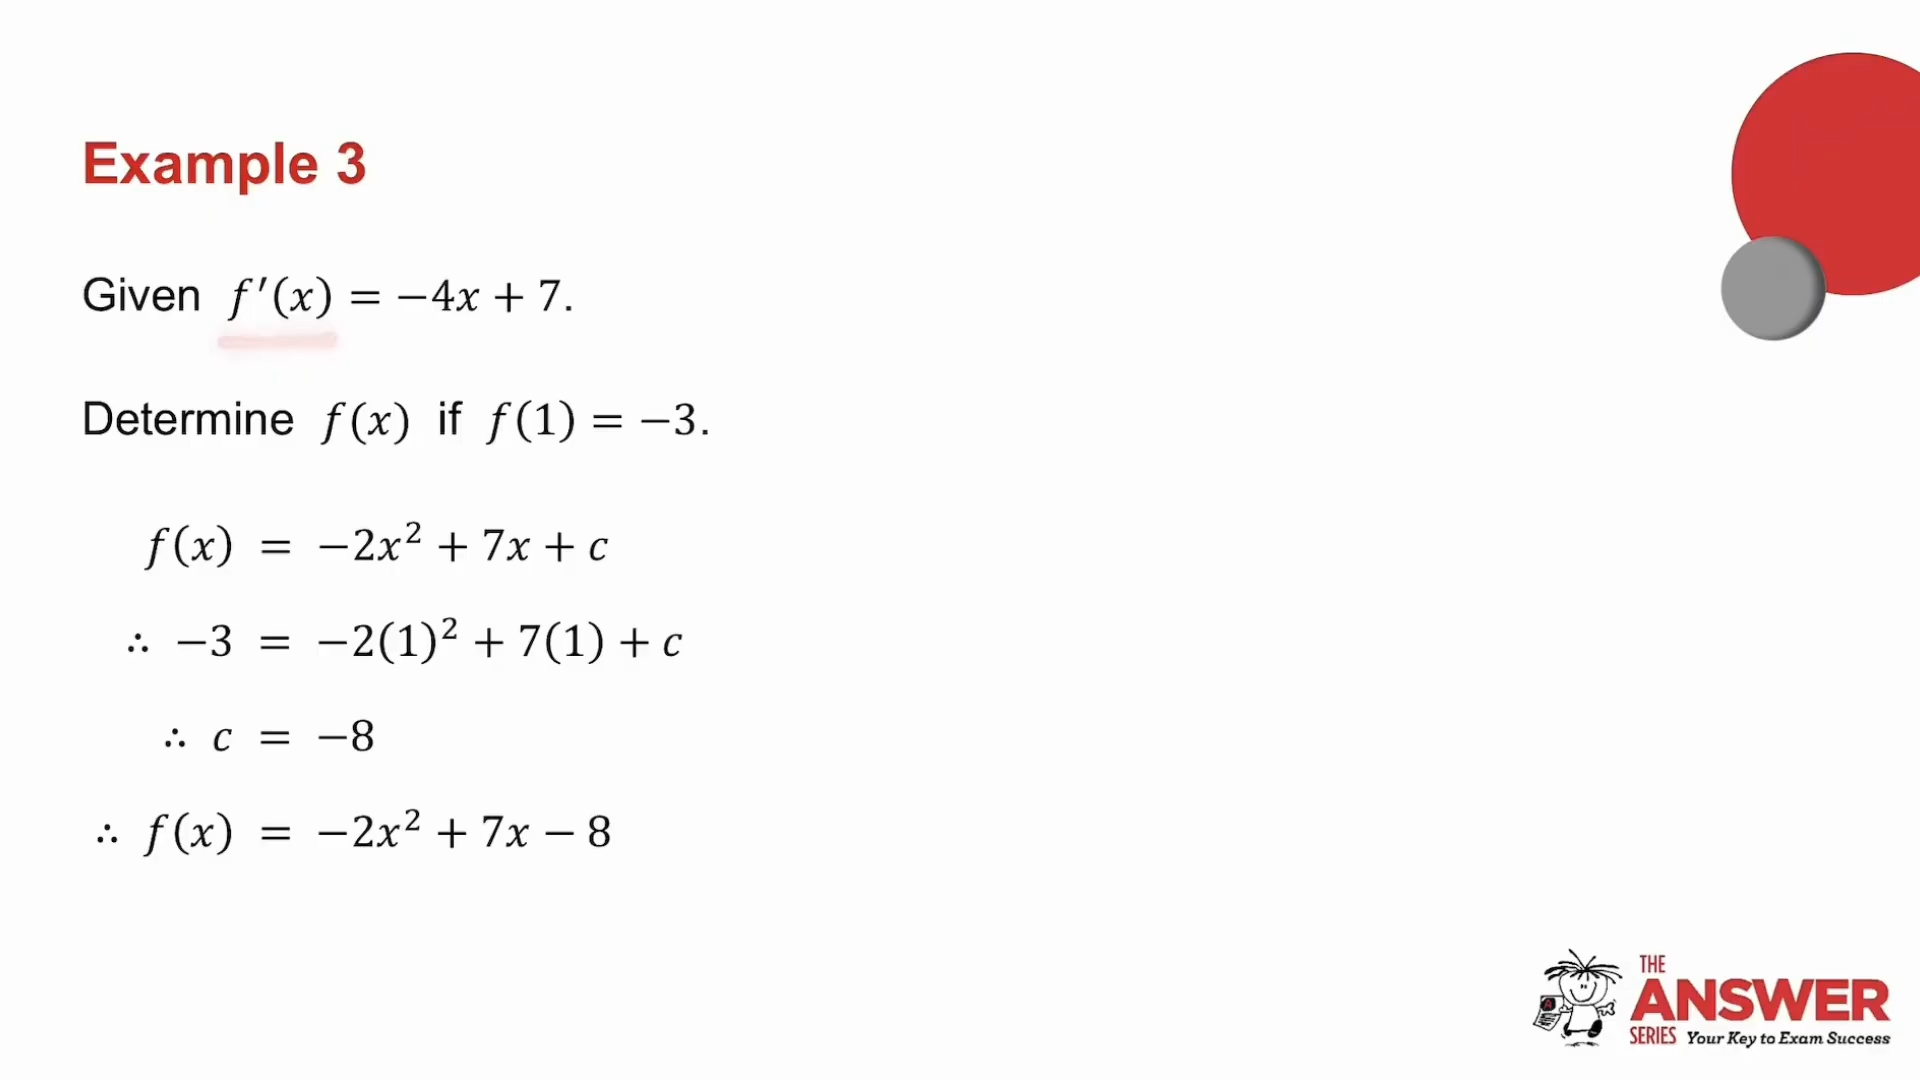 Example 3
Given f′(x) = −4x + 7.
Determine f(x) if f(1) = −3.
f(x) = −2x² + 7x + c
∴ −3 = −2(1)² + 7(1) + c
∴ c = −8
∴ f(x) = −2x² + 7x − 8
THE
ANSWER
SERIES Your Key to Exam Success